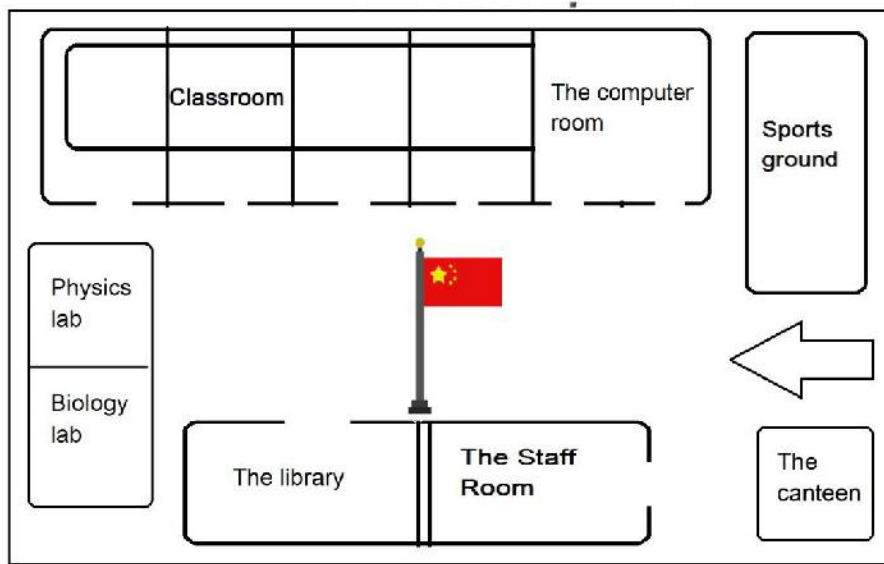 Classroom
The computer
room
Sports
ground
Physics
lab
Biology
lab
The library
The Staff
Room
The
canteen